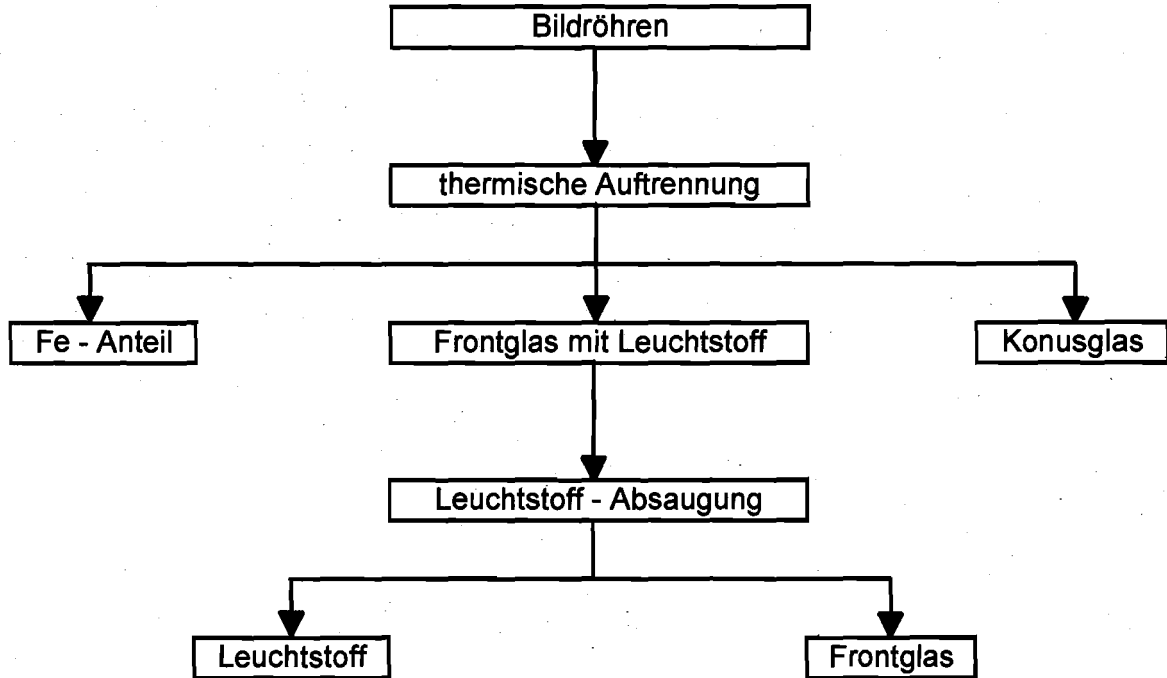 Bildröhren
thermische Auftrennung
Fe - Anteil
Frontglas mit Leuchtstoff
Konusglas
Leuchtstoff - Absaugung
Leuchtstoff
Frontglas